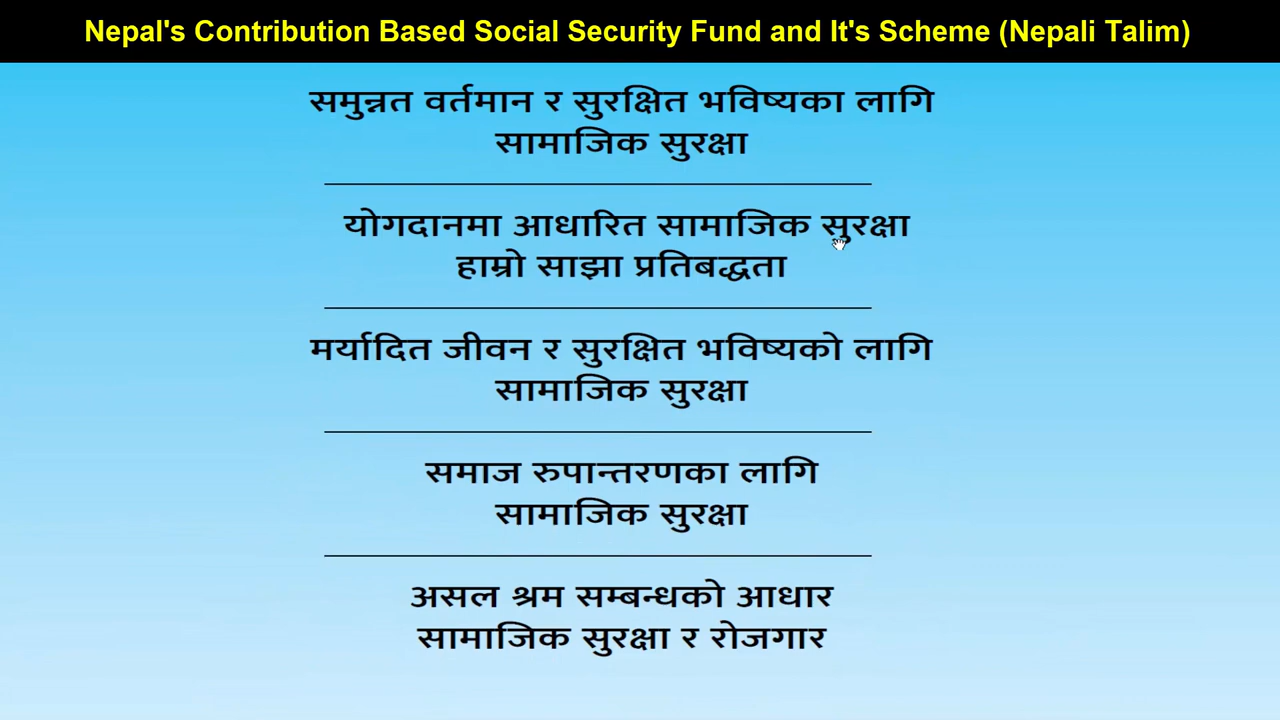 Nepal's Contribution Based Social Security Fund and It's Scheme (Nepali Talim)
समुन्नत वर्तमान र सुरक्षित भविष्यका लागि
सामाजिक सुरक्षा
योगदानमा आधारित सामाजिक सुरक्षा
हाम्रो साझा प्रतिबद्धता
मर्यादित जीवन र सुरक्षित भविष्यको लागि
सामाजिक सुरक्षा
समाज रुपान्तरणका लागि
सामाजिक सुरक्षा
असल श्रम सम्बन्धको आधार
सामाजिक सुरक्षा र रोजगार